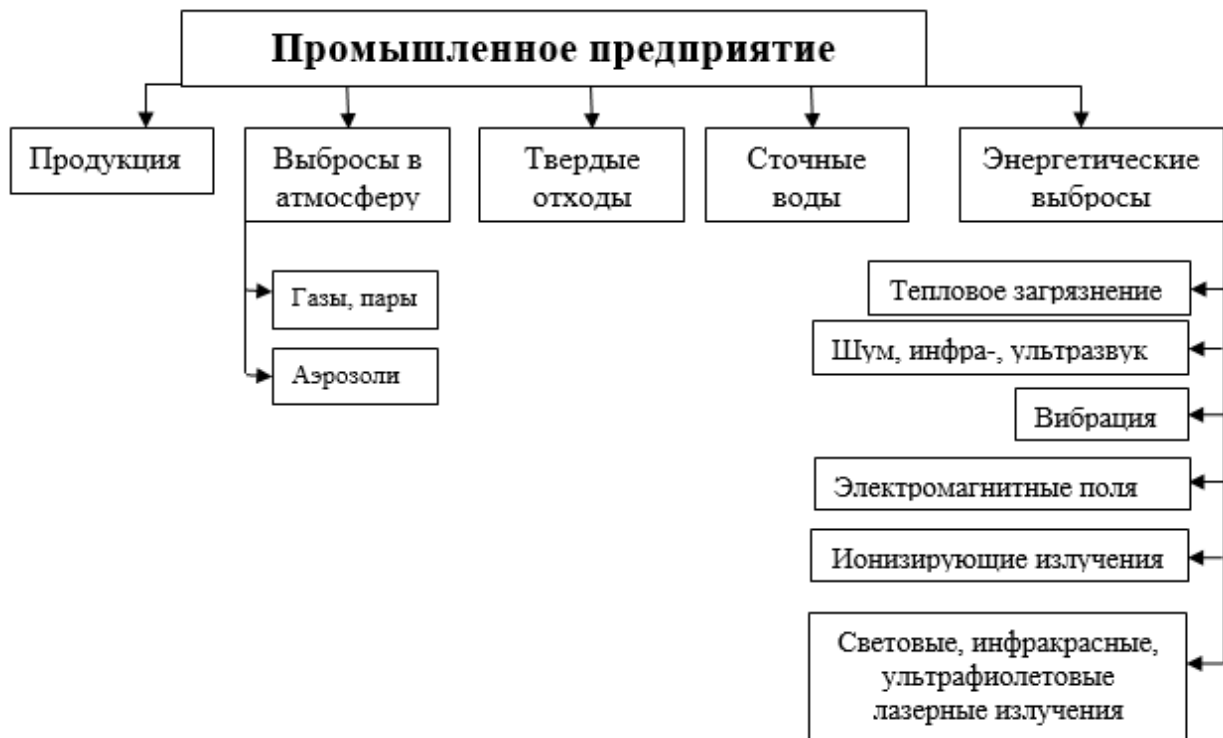 Промышленное предприятие
Продукция
Выбросы в
атмосферу
Твердые
отходы
Сточные
воды
Энергетические
выбросы
Газы, пары
Аэрозоли
Тепловое загрязнение
Шум, инфра-, ультразвук
Вибрация
Электромагнитные поля
Ионизирующие излучения
Световые, инфракрасные,
ультрафиолетовые
лазерные излучения